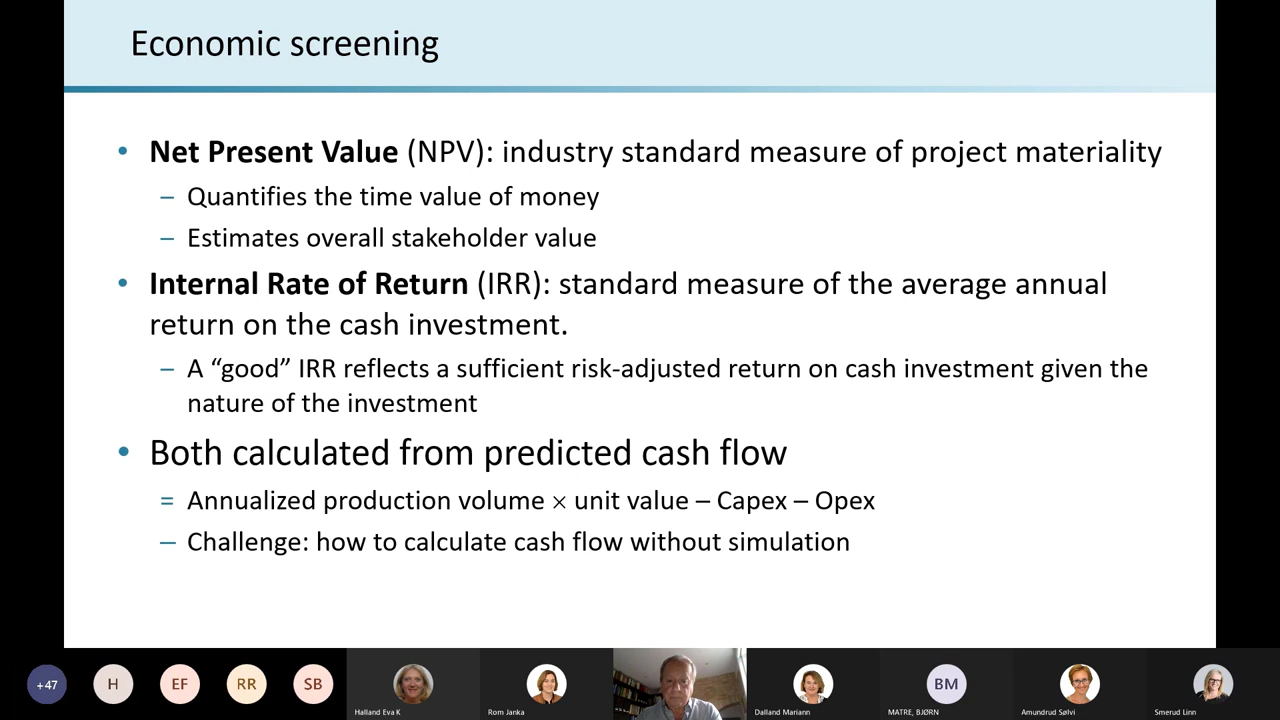 Economic screening
• Net Present Value (NPV): industry standard measure of project materiality
– Quantifies the time value of money
– Estimates overall stakeholder value
• Internal Rate of Return (IRR): standard measure of the average annual
return on the cash investment.
– A “good” IRR reflects a sufficient risk-adjusted return on cash investment given the
nature of the investment
• Both calculated from predicted cash flow
= Annualized production volume × unit value – Capex – Opex
– Challenge: how to calculate cash flow without simulation
+47 H EF RR SB BM
Halland Eva K Rom Janka Dalland Mariann MATRE, BJØRN Amundrud Sølvi Smerud Linn